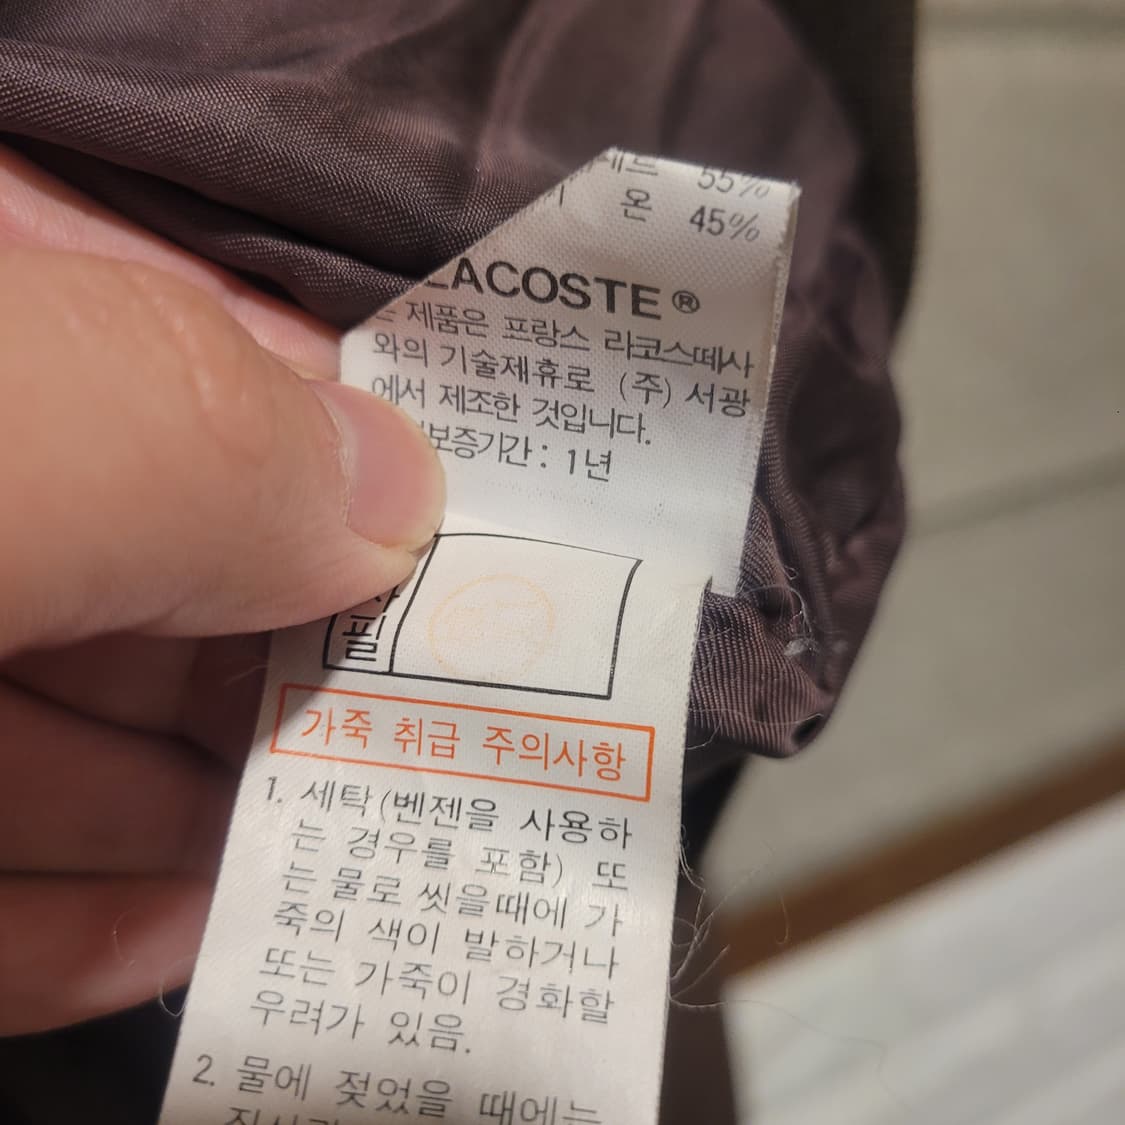 55%
온 45%
LACOSTE®
제품은 프랑스 라코스떼사
와의 기술제휴로 (주) 서광
에서 제조한 것입니다.
보증기간 : 1년
필
가죽 취급 주의사항
1. 세탁(벤젠을 사용하
는 경우를 포함) 또
는 물로 씻을때에 가
죽의 색이 발하거나
또는 가죽이 경화할
우려가 있음.
2. 물에 젖었을 때에는